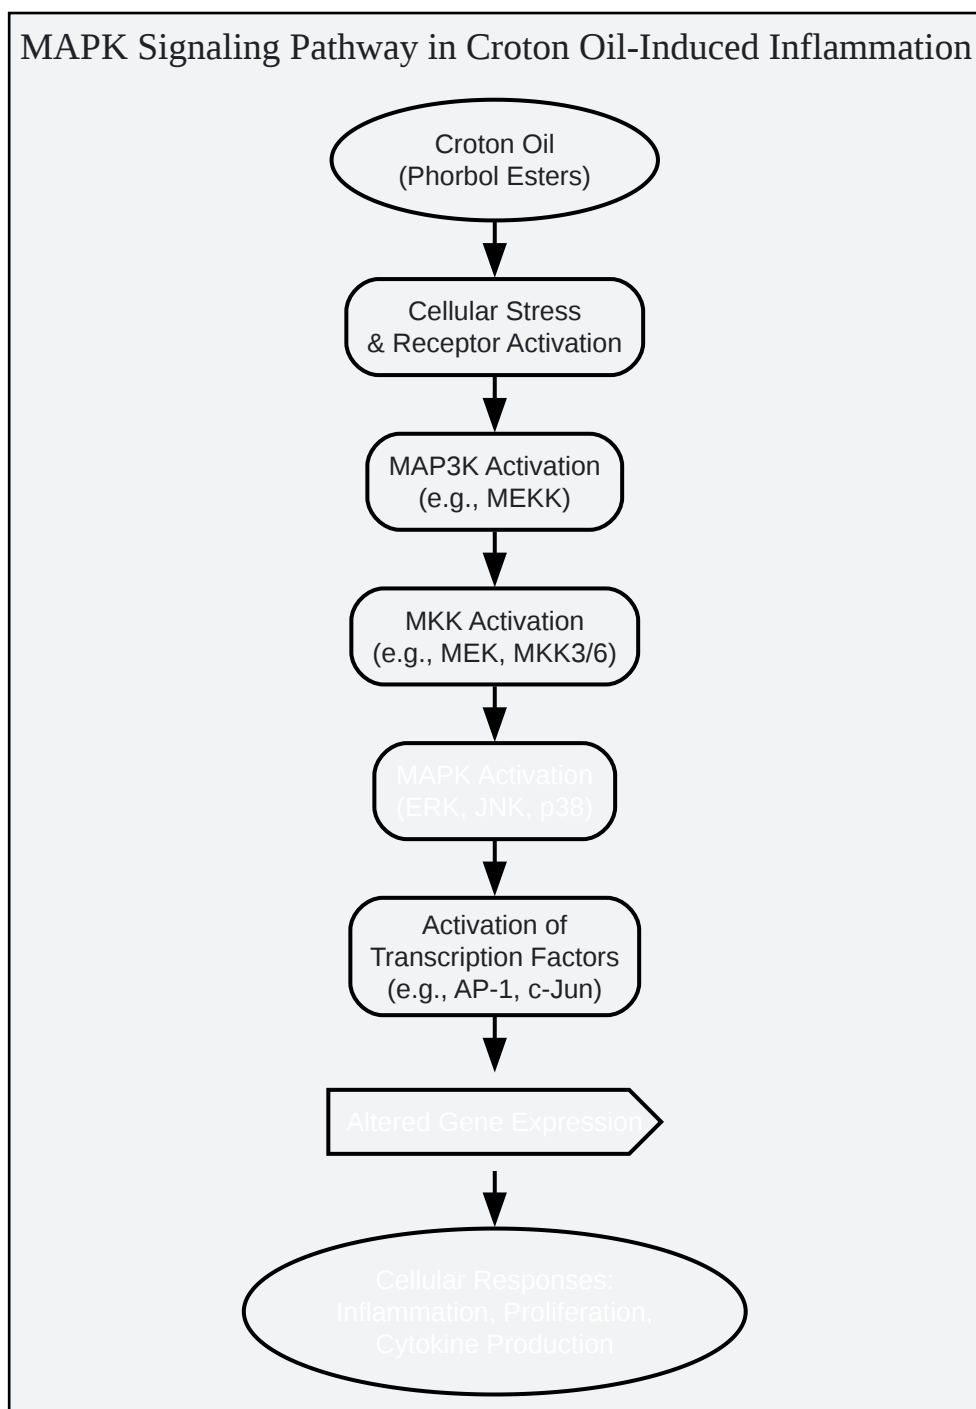 MAPK Signaling Pathway in Croton Oil-Induced Inflammation
Croton Oil
(Phorbol Esters)
Cellular Stress
& Receptor Activation
MAP3K Activation
(e.g., MEKK)
MKK Activation
(e.g., MEK, MKK3/6)
MAPK Activation
(ERK, JNK, p38)
Activation of
Transcription Factors
(e.g., AP-1, c-Jun)
Altered Gene Expression
Cellular Responses:
Inflammation, Proliferation,
Cytokine Production